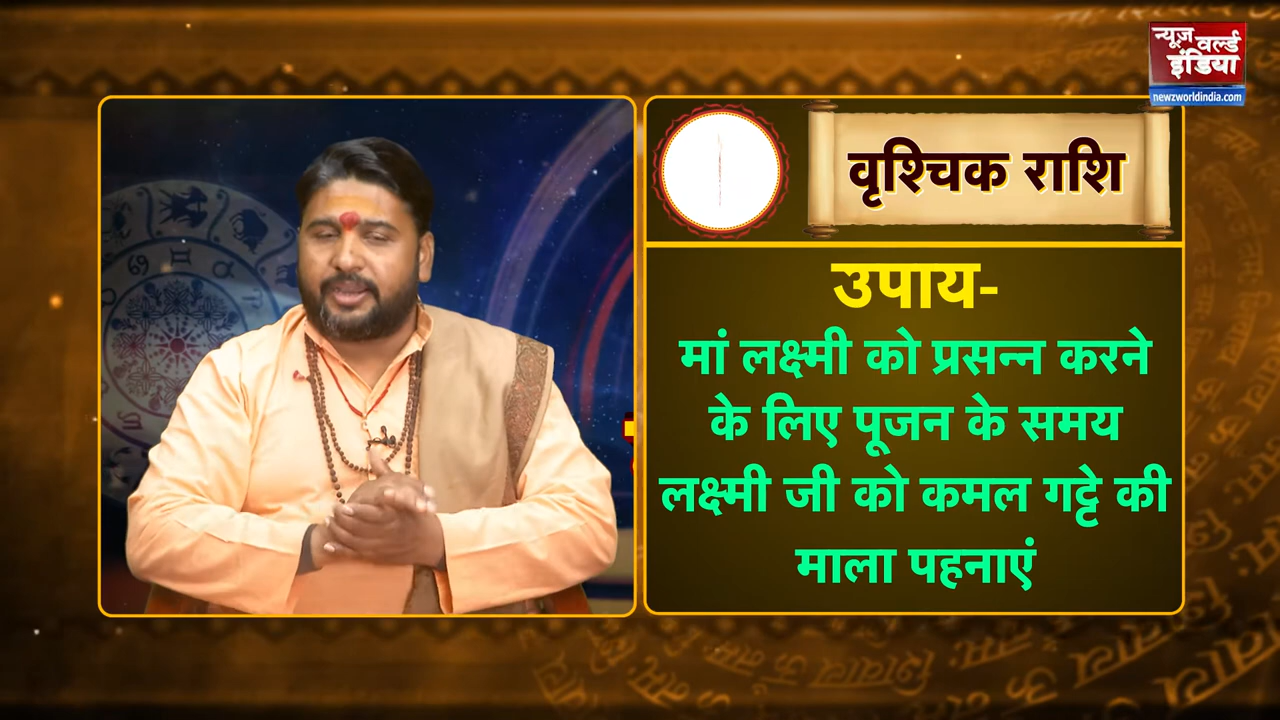 न्यूज़ वर्ल्ड
इंडिया
newzworldindia.com
वृश्चिक राशि
उपाय-
मां लक्ष्मी को प्रसन्न करने
के लिए पूजन के समय
लक्ष्मी जी को कमल गट्टे की
माला पहनाएं